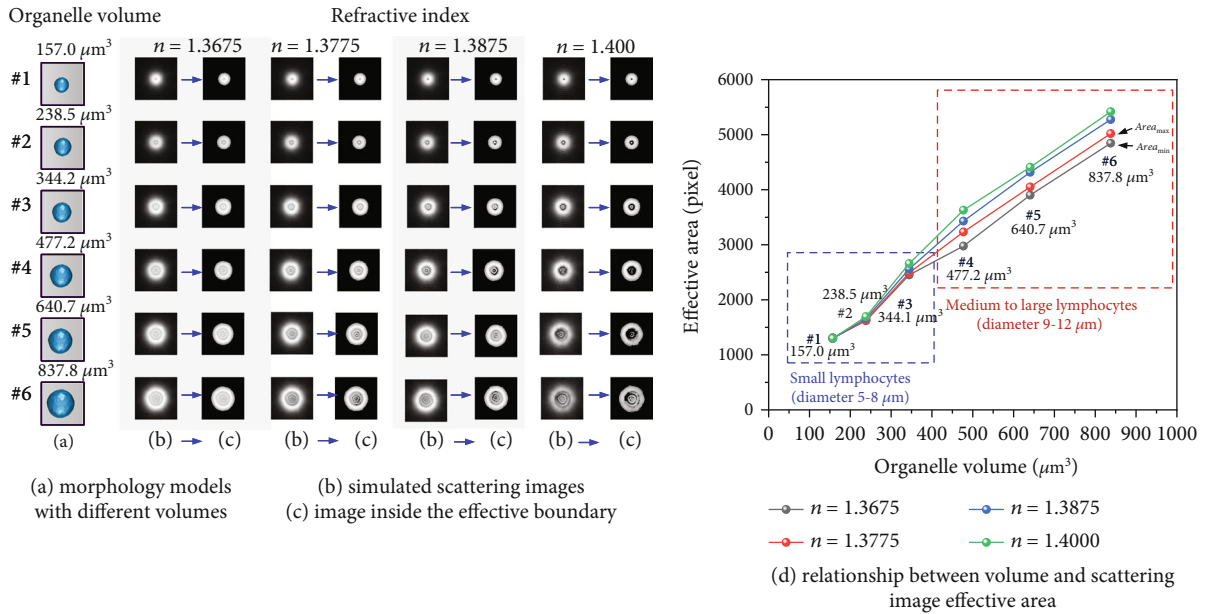 Organelle volume
Refractive index
157.0 μm³
n = 1.3675
n = 1.3775
n = 1.3875
n = 1.400
#1
238.5 μm³
#2
344.2 μm³
#3
477.2 μm³
#4
640.7 μm³
#5
837.8 μm³
#6
(a)
(b)
(c)
(b)
(c)
(b)
(c)
(b)
(c)
(a) morphology models
with different volumes
(b) simulated scattering images
(c) image inside the effective boundary
Effective area (pixel)
6000
5000
4000
3000
2000
1000
0
Area max
Area min
#6
837.8 μm³
#5
640.7 μm³
#4
477.2 μm³
238.5 μm³
#2
#3
344.1 μm³
#1
157.0 μm³
Medium to large lymphocytes
(diameter 9-12 μm)
Small lymphocytes
(diameter 5-8 μm)
0 100 200 300 400 500 600 700 800 900 1000
Organelle volume (μm³)
n = 1.3675
n = 1.3875
n = 1.3775
n = 1.4000
(d) relationship between volume and scattering
image effective area